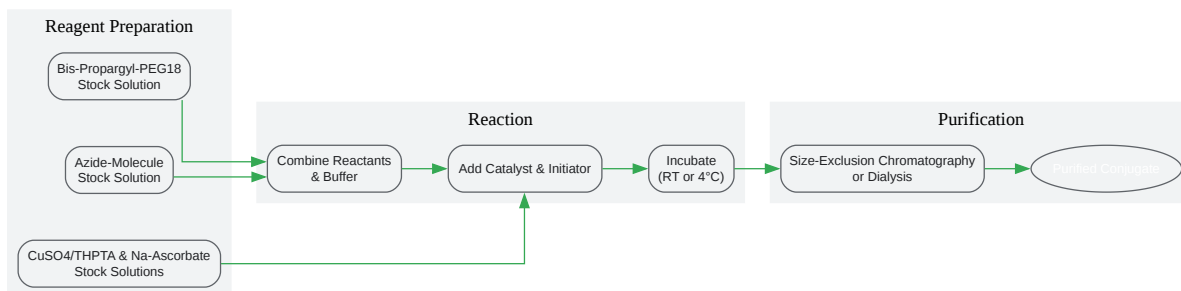 Reagent Preparation
Bis-Propargyl-PEG18
Stock Solution
Azide-Molecule
Stock Solution
CuSO4/THPTA & Na-Ascorbate
Stock Solutions
Reaction
Combine Reactants
& Buffer
Add Catalyst & Initiator
Incubate
(RT or 4°C)
Purification
Size-Exclusion Chromatography
or Dialysis
Purified Conjugate